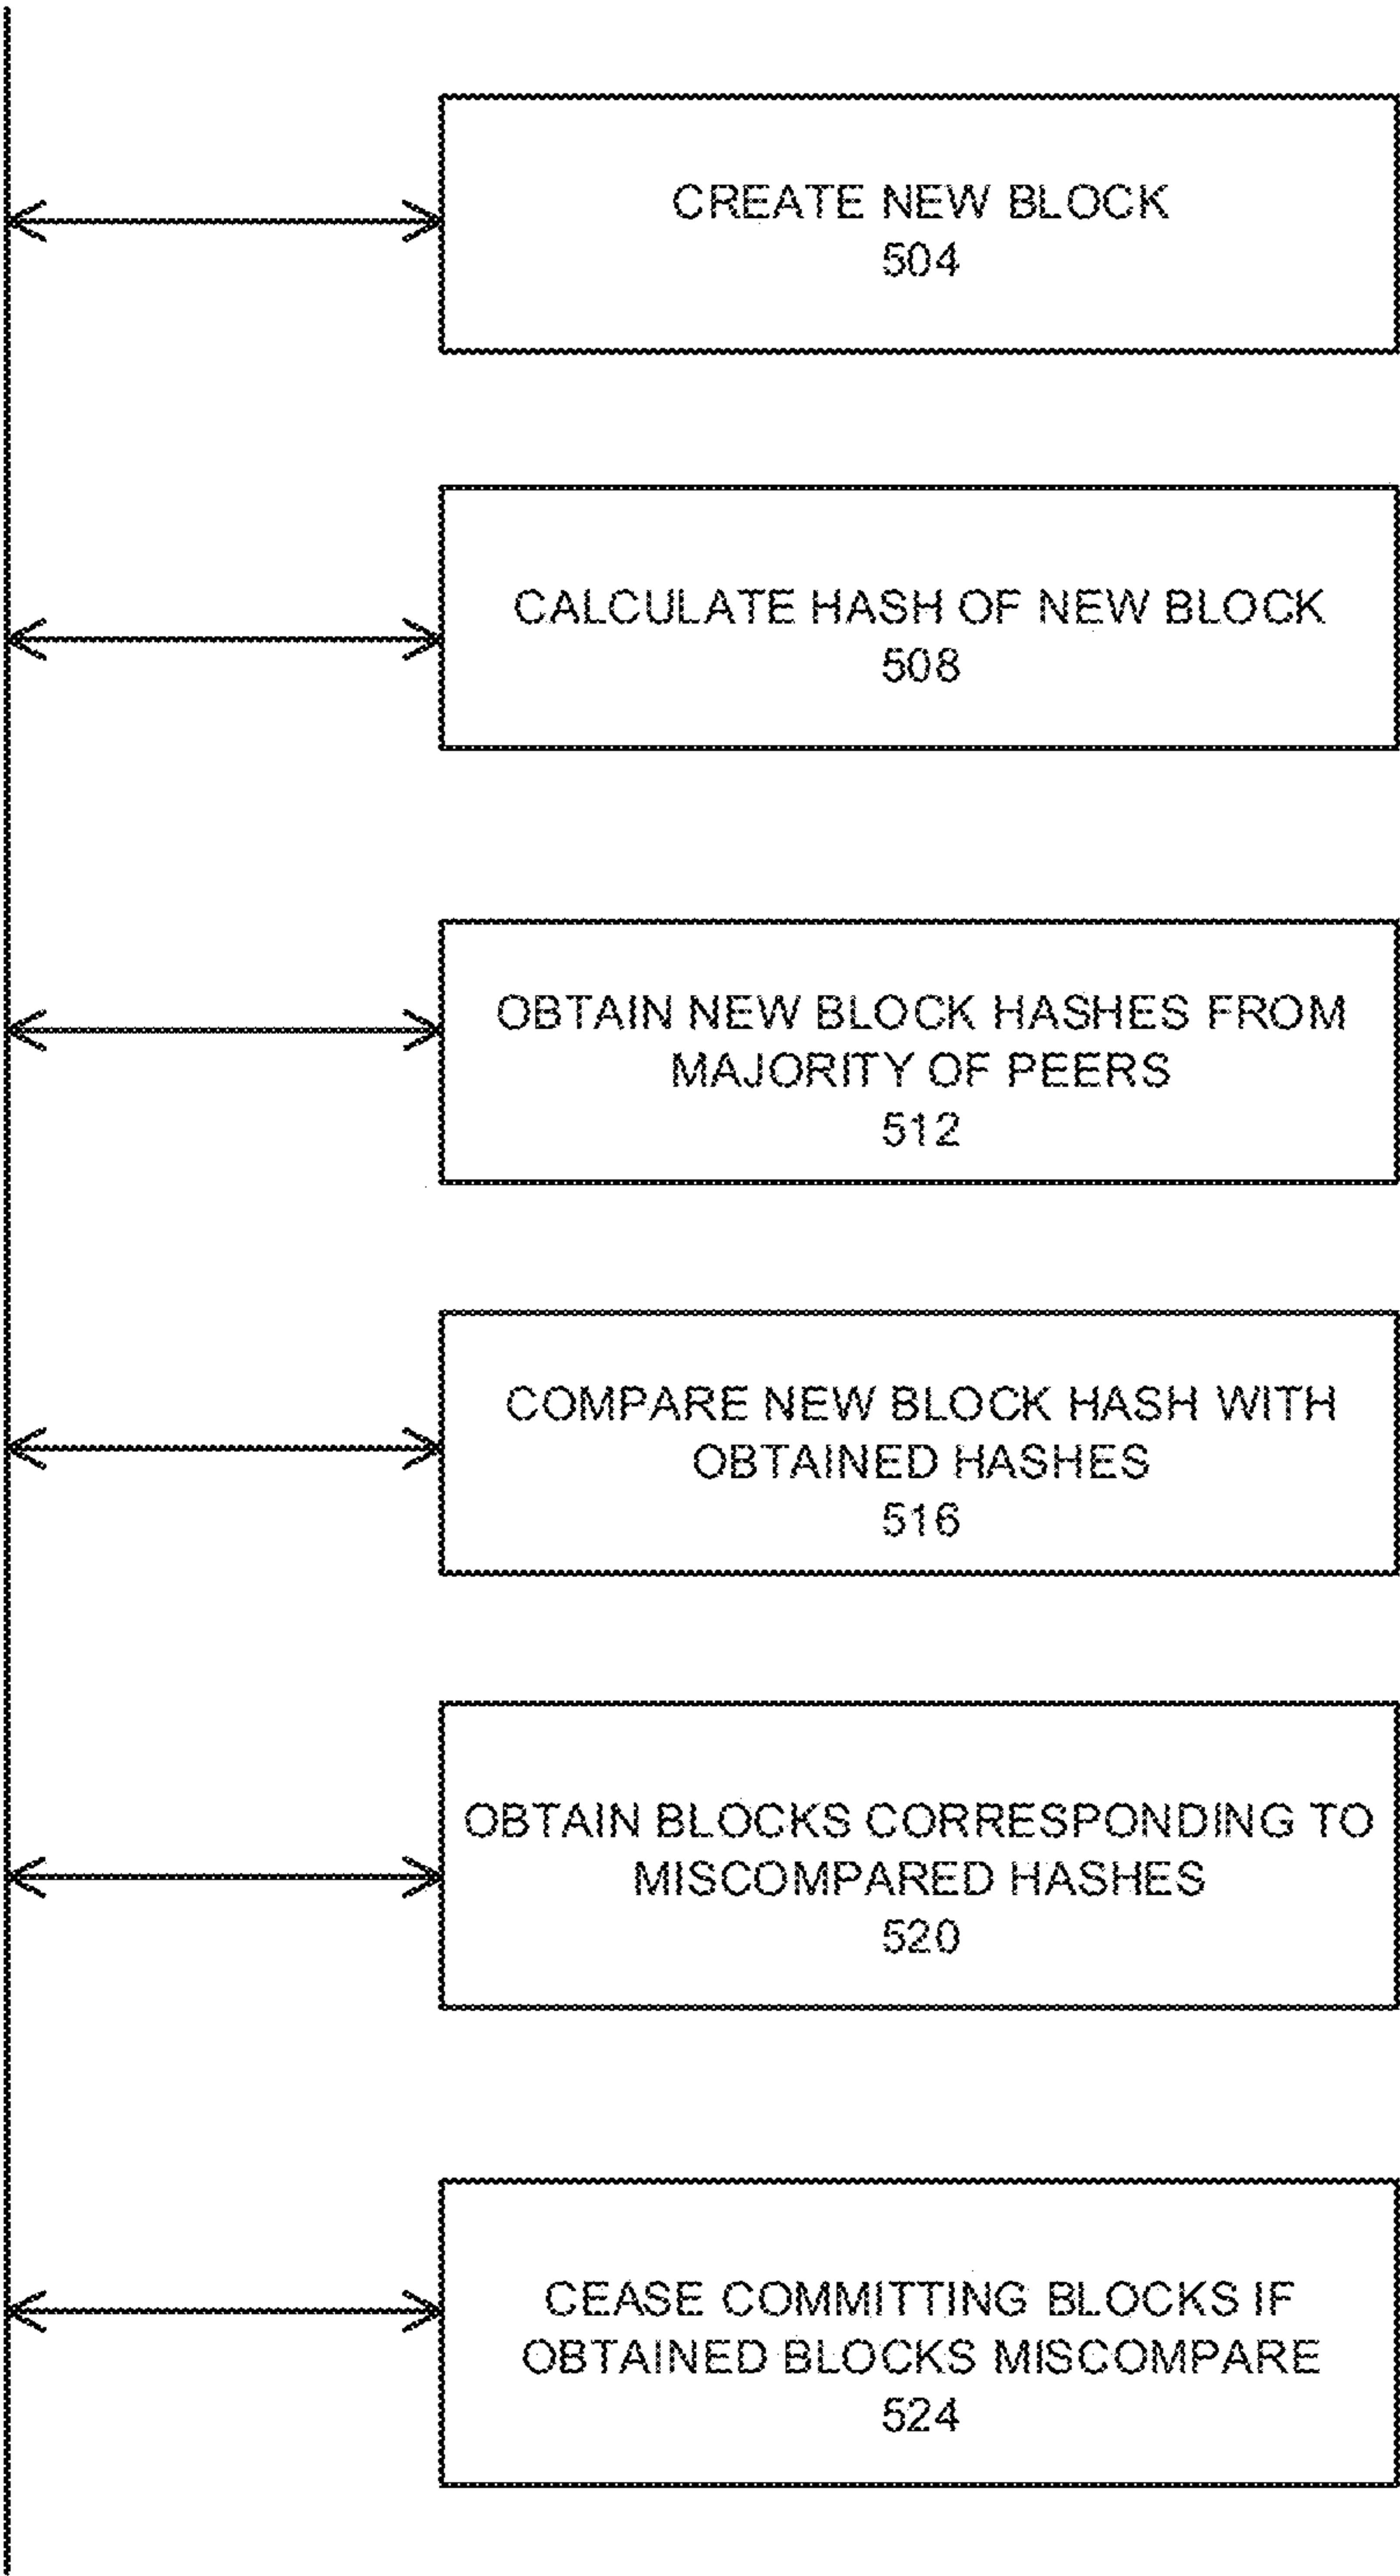 CREATE NEW BLOCK
504
CALCULATE HASH OF NEW BLOCK
508
OBTAIN NEW BLOCK HASHES FROM
MAJORITY OF PEERS
512
COMPARE NEW BLOCK HASH WITH
OBTAINED HASHES
516
OBTAIN BLOCKS CORRESPONDING TO
MISCOMPARED HASHES
520
CEASE COMMITTING BLOCKS IF
OBTAINED BLOCKS MISCOMPARE
524